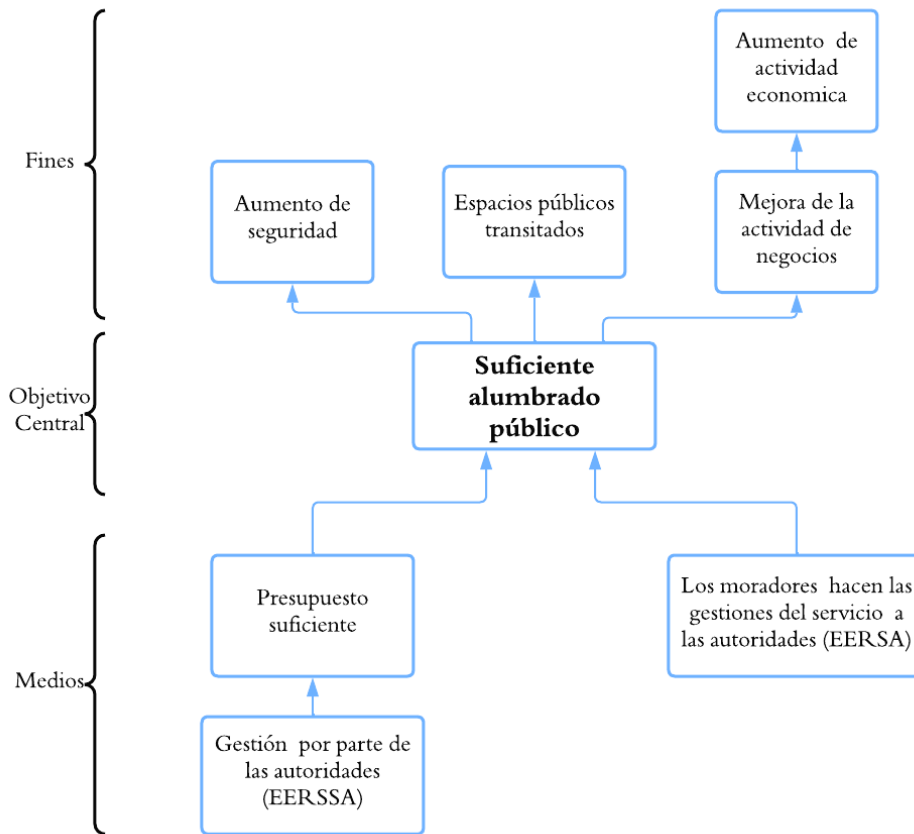 Aumento de
actividad
economica
Fines
Aumento de
seguridad
Espacios públicos
transitados
Mejora de la
actividad de
negocios
Objetivo
Central
Suficiente
alumbrado
público
Medios
Presupuesto
suficiente
Los moradores hacen las
gestiones del servicio a
las autoridades (EERSA)
Gestión por parte de
las autoridades
(EERSSA)